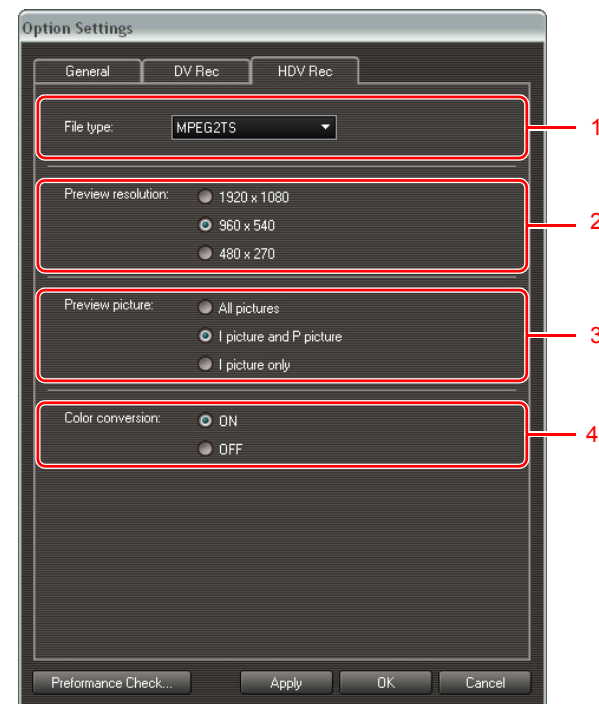 Option Settings
General DV Rec HDV Rec
File type: MPEG2TS 1
Preview resolution: 1920 x 1080
960 x 540 2
480 x 270
Preview picture: All pictures
I picture and P picture 3
I picture only
Color conversion: ON
4
OFF
Preformance Check... Apply OK Cancel